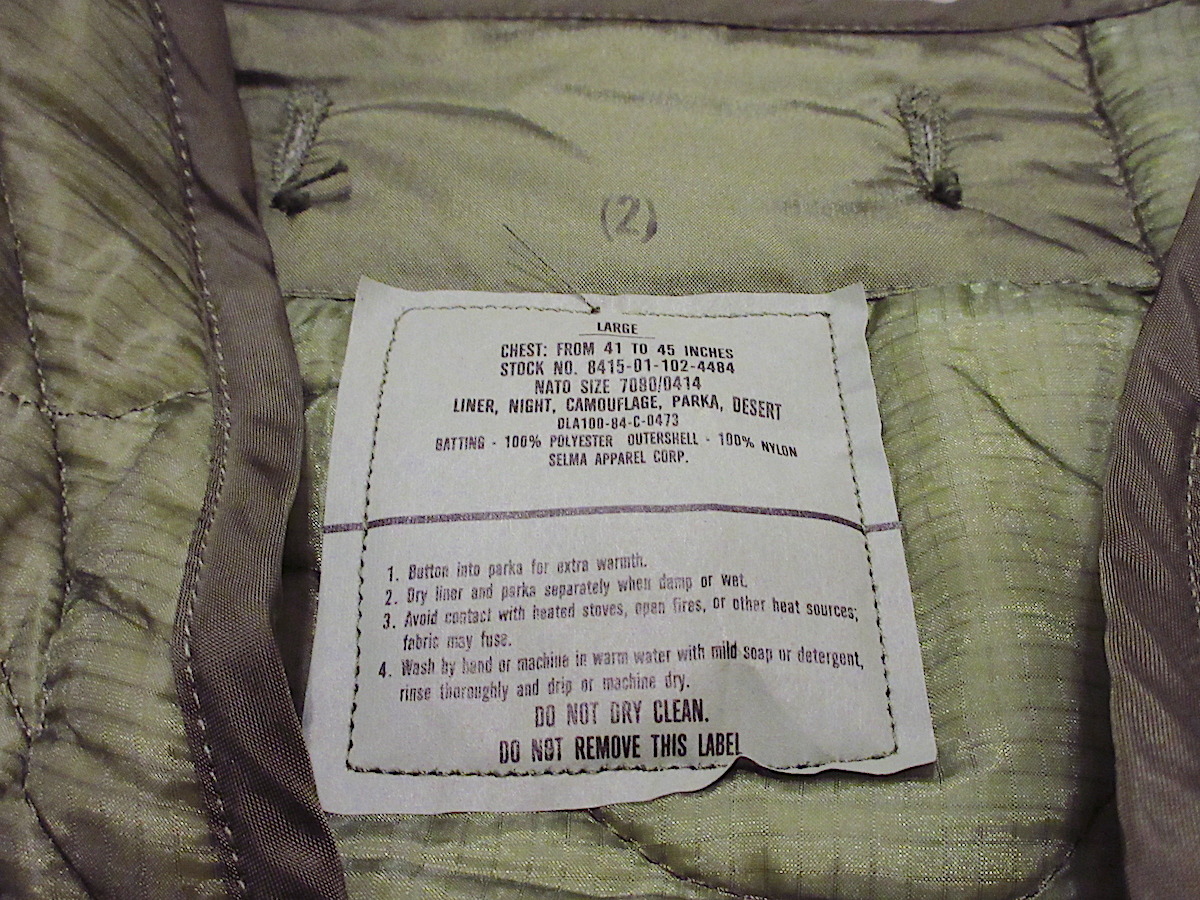 (2)
LARGE
CHEST: FROM 41 TO 45 INCHES
STOCK NO. 8415-01-102-4484
NATO SIZE 7080/0414
LINER, NIGHT, CAMOUFLAGE, PARKA, DESERT
DLA100-84-C-0473
BATTING - 100% POLYESTER OUTERSHELL - 100% NYLON
SELMA APPAREL CORP.
1. Button into parka for extra warmth.
2. Dry liner and parka separately when damp or wet.
3. Avoid contact with heated stoves, open fires, or other heat sources;
fabric may fuse.
4. Wash by hand or machine in warm water with mild soap or detergent,
rinse thoroughly and drip or machine dry.
DO NOT DRY CLEAN.
DO NOT REMOVE THIS LABEL